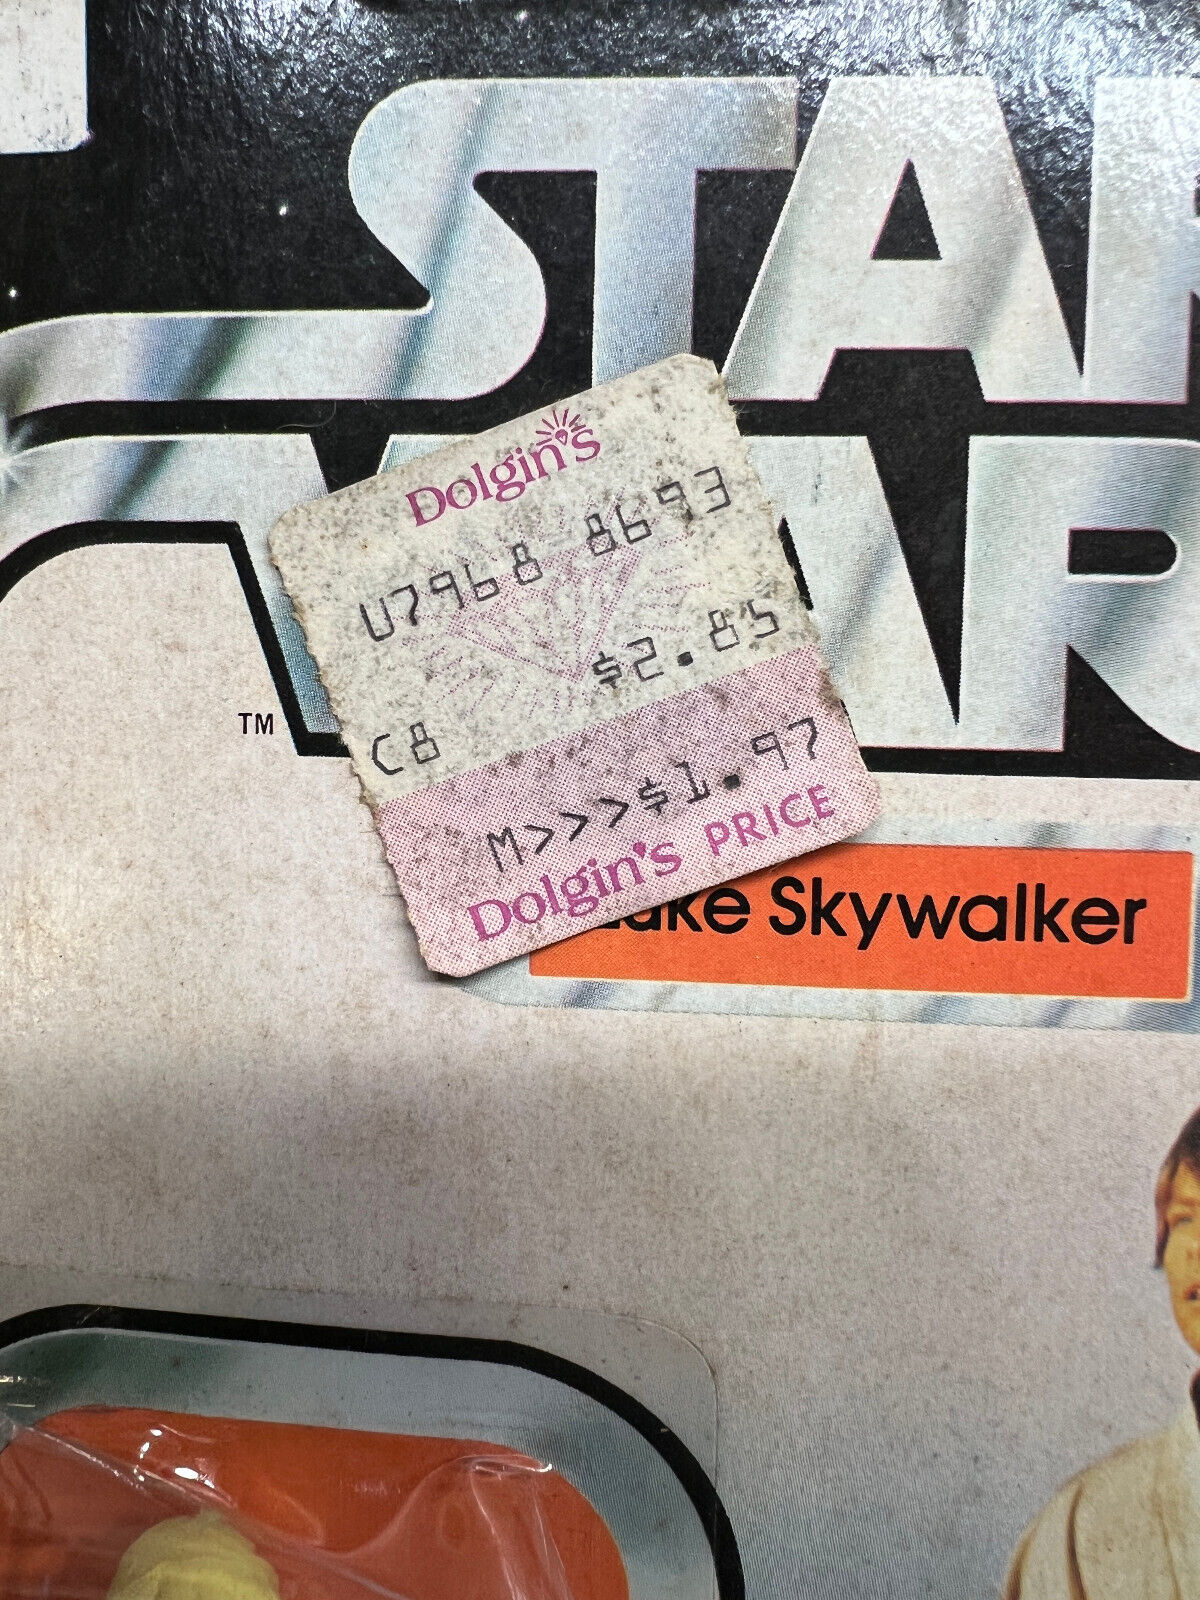 STAR
WARS
TM
Dolgin's
U7968 8693
$2.85
C8
M>>>$1.97
Dolgin's PRICE
Luke Skywalker